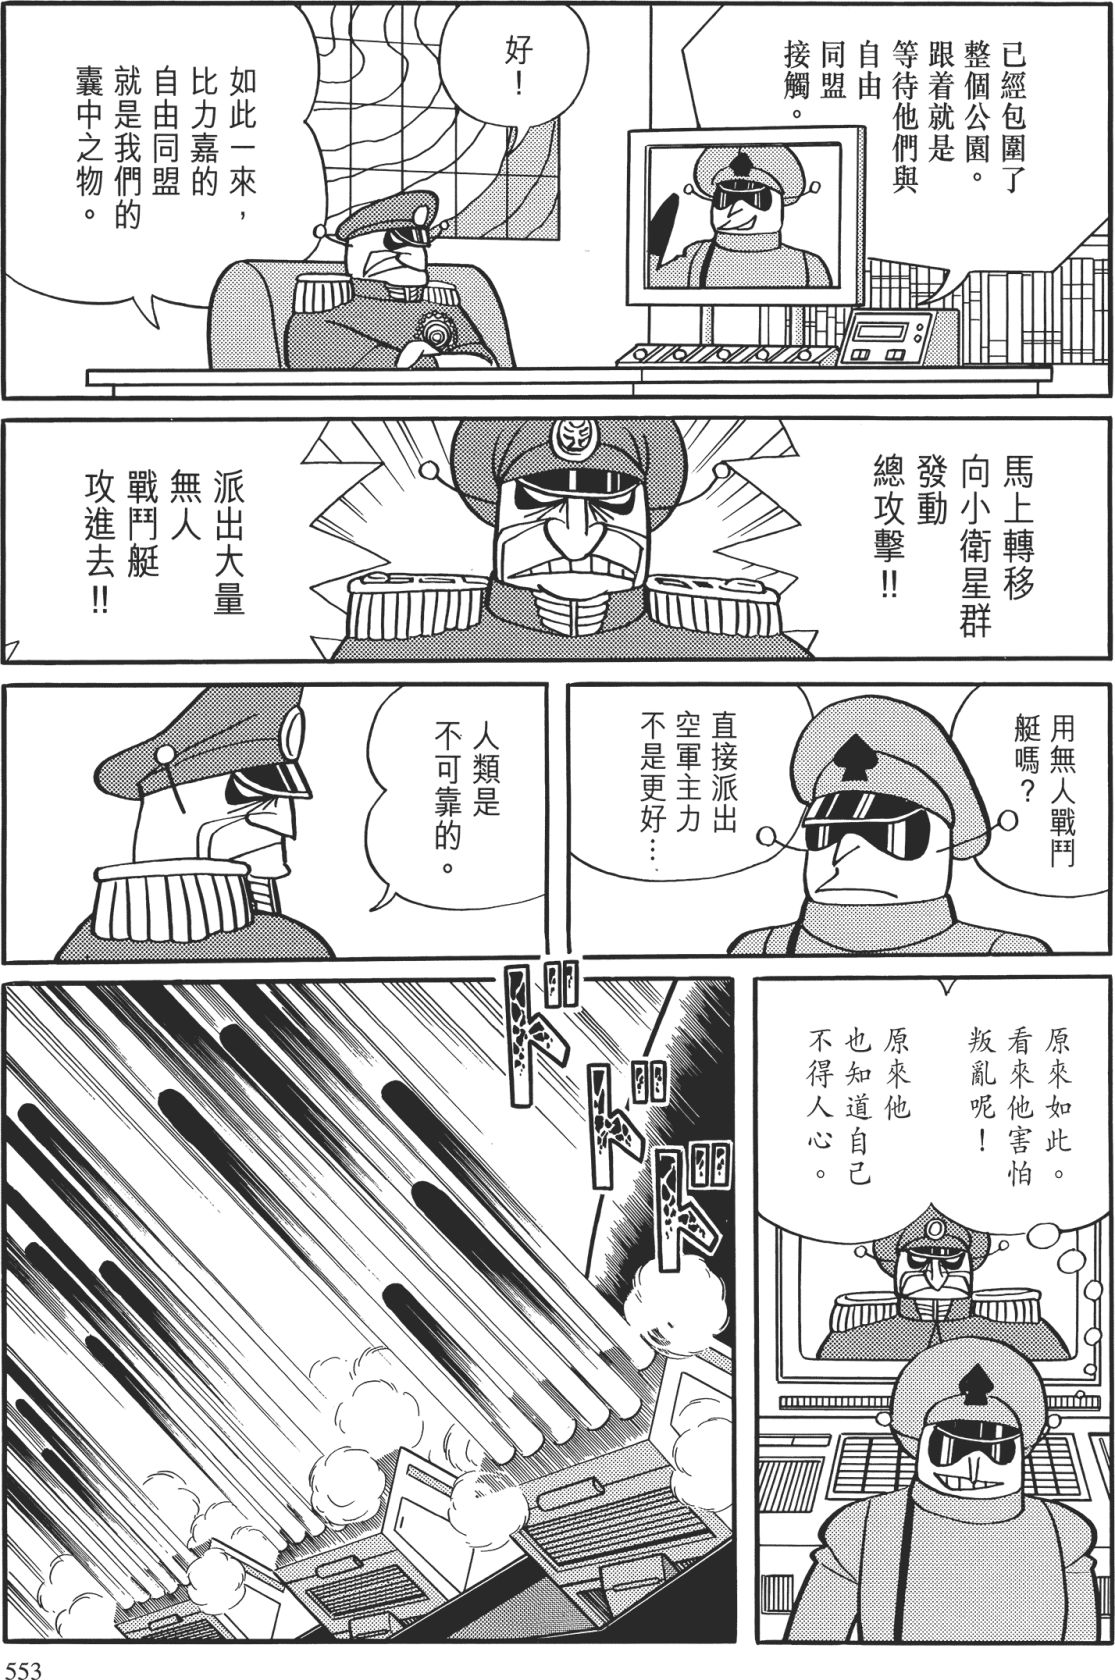 已經包圍了
整個公園。
跟着就是
等待他們與
自由
同盟
接觸。
好！
如此一來，
比力嘉的
自由同盟
就是我們的
囊中之物。
馬上轉移
向小衛星群
發動
總攻擊!!
派出大量
無人
戰鬥艇
攻進去!!
用無人戰鬥
艇嗎？
直接派出
空軍主力
不是更好…
人類是
不可靠的。
原來如此。
看來他害怕
叛亂呢！
原來他
也知道自己
不得人心。
ドドド
553